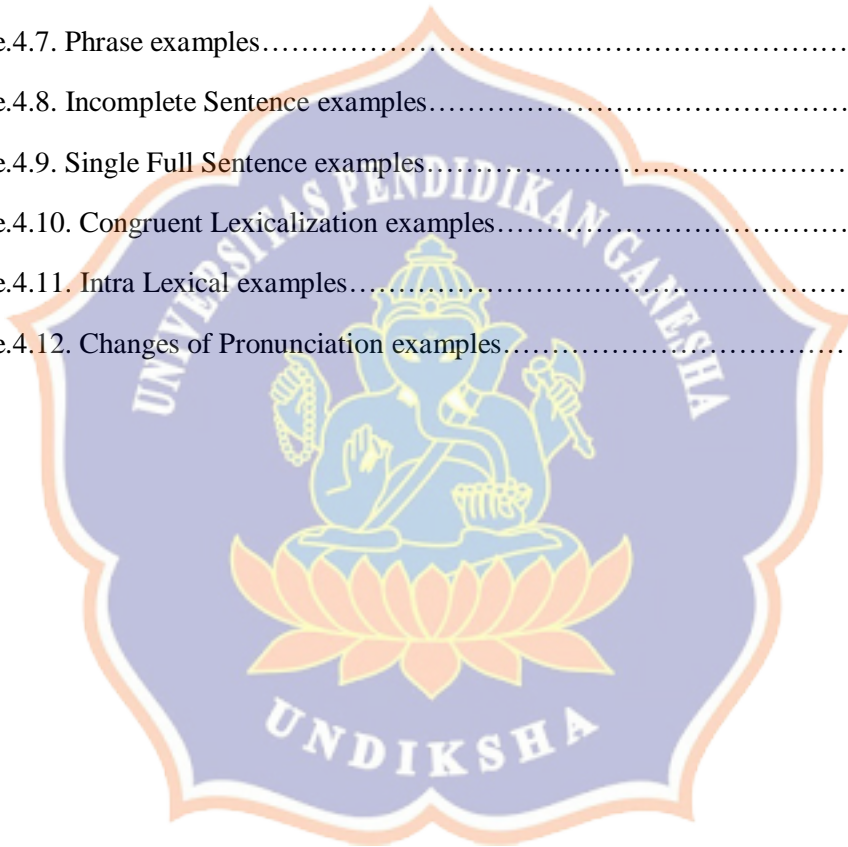 e.4.7. Phrase examples……………………………………………………
e.4.8. Incomplete Sentence examples……………………………………
e.4.9. Single Full Sentence examples……………………………………
e.4.10. Congruent Lexicalization examples………………………………
e.4.11. Intra Lexical examples……………………………………………
e.4.12. Changes of Pronunciation examples………………………………
UNIVERSITAS PENDIDIKAN GANESHA
UNDIKSHA